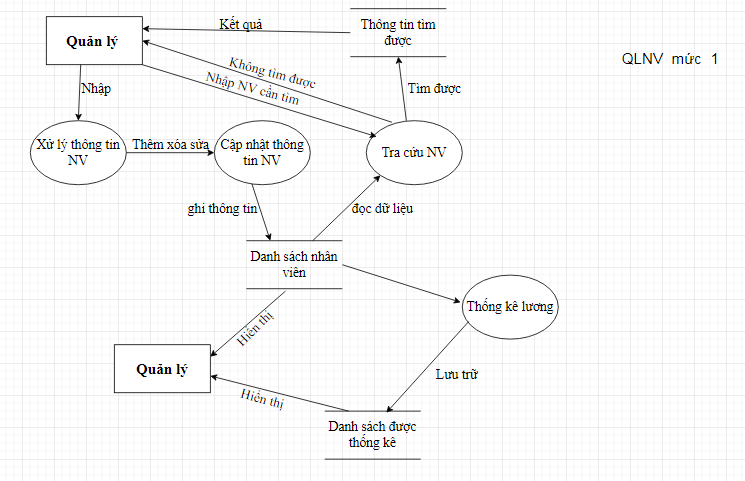 Kết quả
Thông tin tìm
được
Quản lý
QLNV mức 1
Không tìm được
Nhập NV cần tìm
Nhập
Tìm được
Xử lý thông tin
NV
Thêm xóa sửa
Cập nhật thông
tin NV
Tra cứu NV
ghi thông tin
đọc dữ liệu
Danh sách nhân
viên
Thống kê lương
Hiển thị
Quản lý
Lưu trữ
Hiển thị
Danh sách được
thống kê